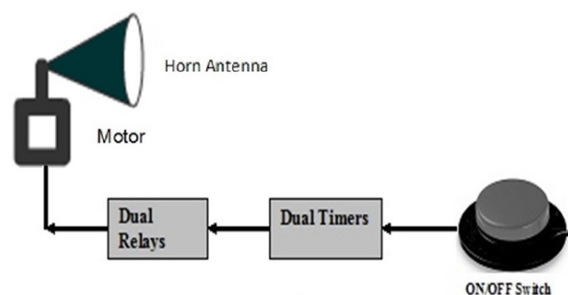 Horn Antenna
Motor
Dual
Relays
Dual Timers
ON/OFF Switch